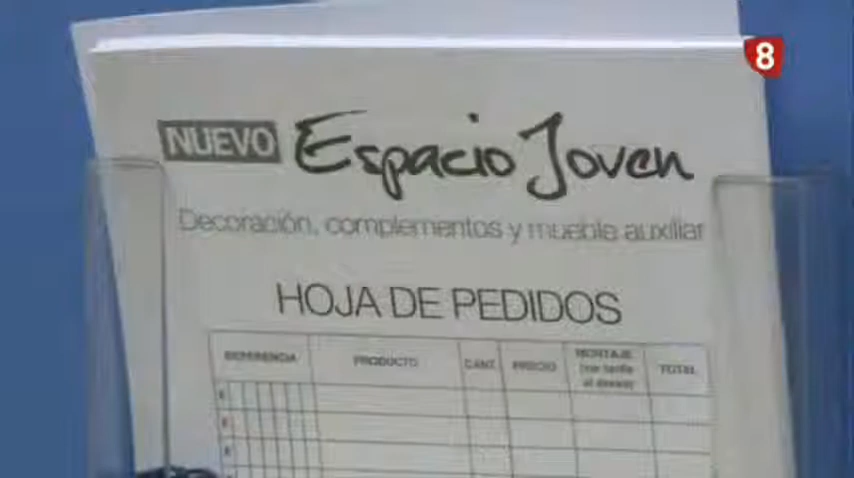 8
NUEVO Espacio Joven
Decoración, complementos y mueble auxiliar
HOJA DE PEDIDOS
REFERENCIA PRODUCTO CANT. PRECIO MONTAJE TOTAL